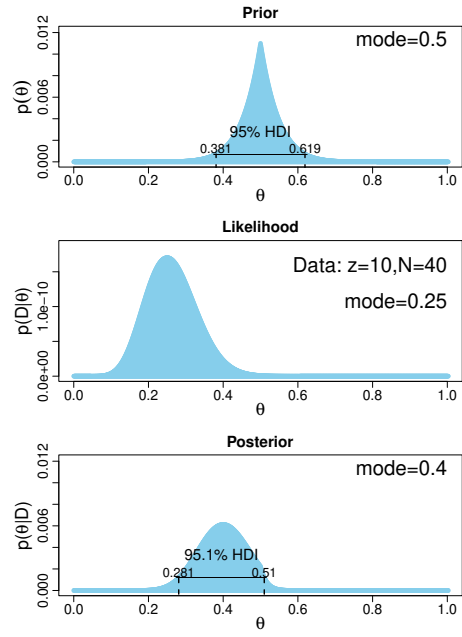 Prior
mode=0.5
p(θ)
0.000 0.006 0.012
95% HDI
0.381 0.619
0.0 0.2 0.4 0.6 0.8 1.0
θ
Likelihood
Data: z=10,N=40
mode=0.25
p(D|θ)
0.0e+00 1.0e−10
0.0 0.2 0.4 0.6 0.8 1.0
θ
Posterior
mode=0.4
p(θ|D)
0.000 0.006 0.012
95.1% HDI
0.281 0.51
0.0 0.2 0.4 0.6 0.8 1.0
θ